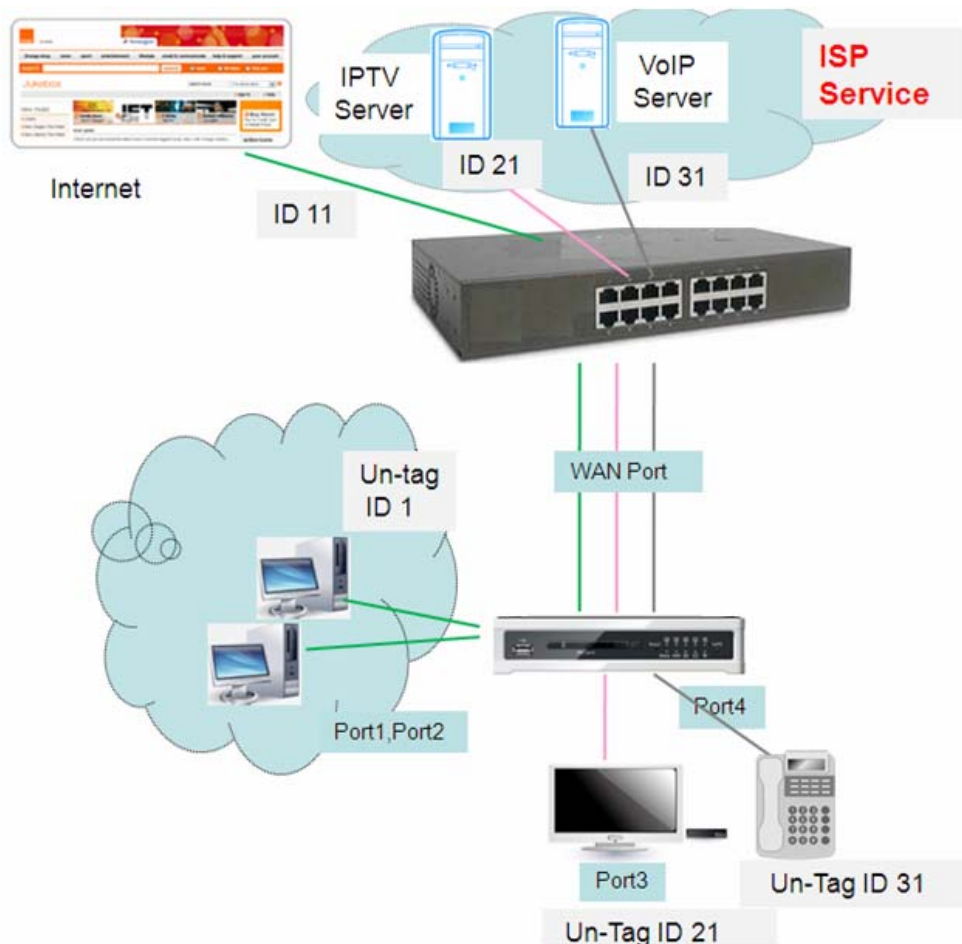 IPTV
Server
VoIP
Server
ISP
Service
Internet
ID 11
ID 21
ID 31
WAN Port
Un-tag
ID 1
Port1,Port2
Port4
Port3
Un-Tag ID 31
Un-Tag ID 21